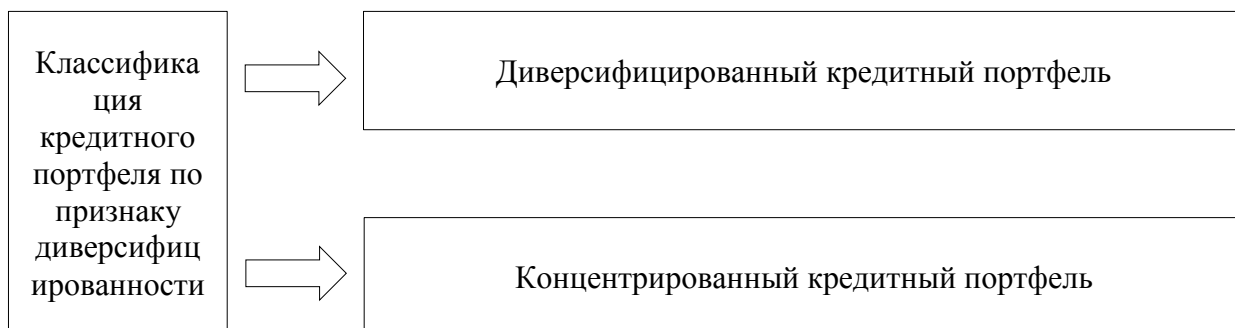 Классифика
ция
кредитного
портфеля по
признаку
диверсифиц
ированности
Диверсифицированный кредитный портфель
Концентрированный кредитный портфель